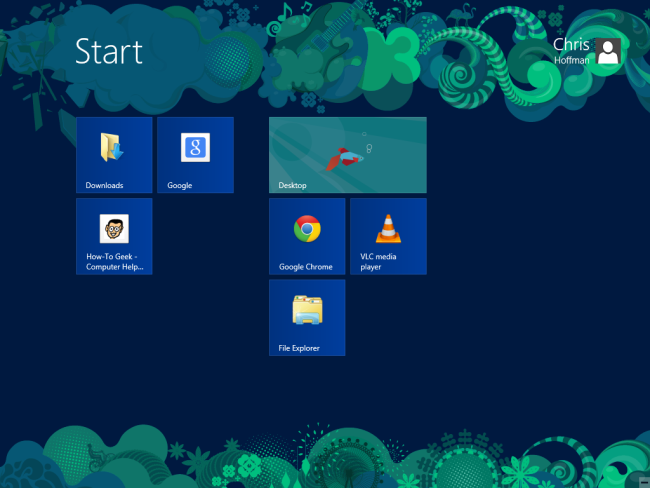 Start
Chris
Hoffman
Downloads
Google
Desktop
How-To Geek -
Computer Help...
Google Chrome
VLC media
player
File Explorer